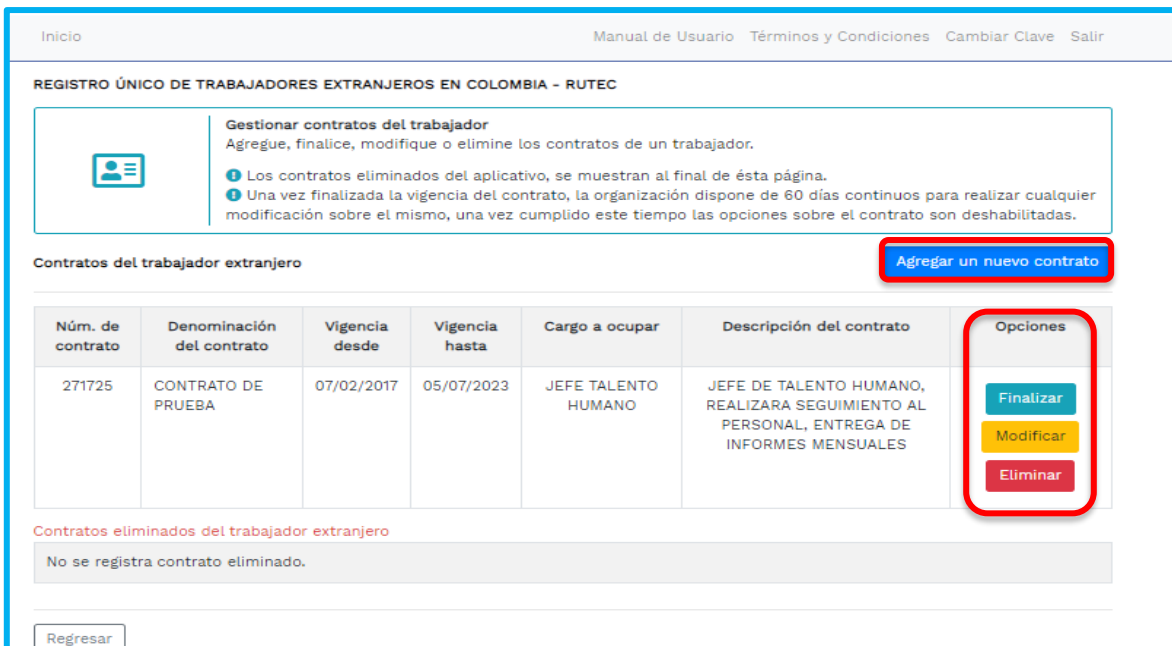 Inicio
Manual de Usuario Términos y Condiciones Cambiar Clave Salir
REGISTRO ÚNICO DE TRABAJADORES EXTRANJEROS EN COLOMBIA - RUTEC
Gestionar contratos del trabajador
Agregue, finalice, modifique o elimine los contratos de un trabajador.
Los contratos eliminados del aplicativo, se muestran al final de ésta página.
Una vez finalizada la vigencia del contrato, la organización dispone de 60 días continuos para realizar cualquier
modificación sobre el mismo, una vez cumplido este tiempo las opciones sobre el contrato son deshabilitadas.
Contratos del trabajador extranjero
Agregar un nuevo contrato
Núm. de
contrato
Denominación
del contrato
Vigencia
desde
Vigencia
hasta
Cargo a ocupar
Descripción del contrato
Opciones
271725
CONTRATO DE
PRUEBA
07/02/2017
05/07/2023
JEFE TALENTO
HUMANO
JEFE DE TALENTO HUMANO,
REALIZARA SEGUIMIENTO AL
PERSONAL, ENTREGA DE
INFORMES MENSUALES
Finalizar
Modificar
Eliminar
Contratos eliminados del trabajador extranjero
No se registra contrato eliminado.
Regresar